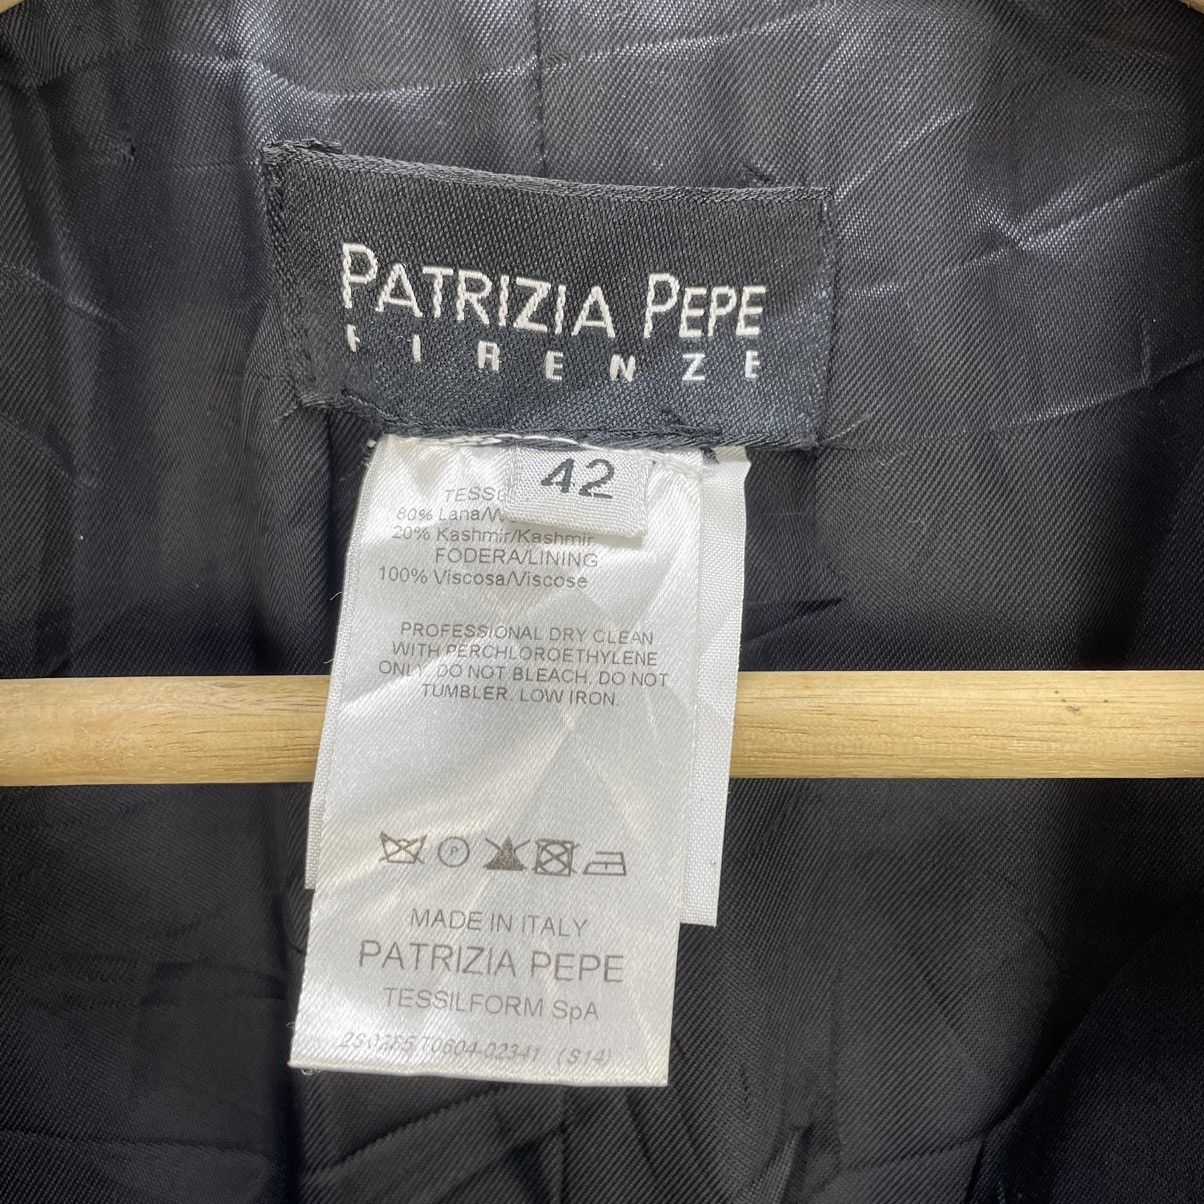 PATRIZIA PEPE
FIRENZE
42
80% Lana/
20% Kashmir/Kashmir
FODERA/LINING
100% Viscosa/Viscose
PROFESSIONAL DRY CLEAN
WITH PERCHLOROETHYLENE
ONLY. DO NOT BLEACH. DO NOT
TUMBLER. LOW IRON.
P
MADE IN ITALY
PATRIZIA PEPE
TESSILFORM SpA
(S14)